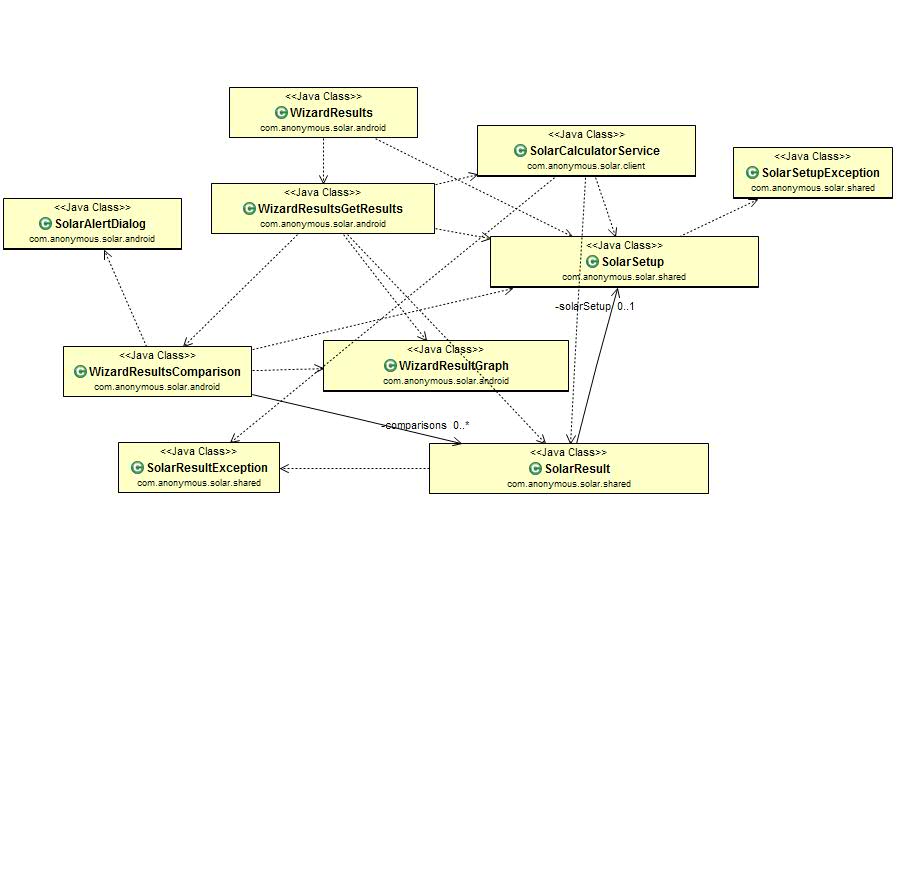 <<Java Class>>
WizardResults
com.anonymous.solar.android
<<Java Class>>
SolarCalculatorService
com.anonymous.solar.client
<<Java Class>>
SolarSetupException
com.anonymous.solar.shared
<<Java Class>>
WizardResultsGetResults
com.anonymous.solar.android
<<Java Class>>
SolarAlertDialog
com.anonymous.solar.android
<<Java Class>>
SolarSetup
com.anonymous.solar.shared
-solarSetup 0..1
<<Java Class>>
WizardResultsComparison
com.anonymous.solar.android
<<Java Class>>
WizardResultGraph
com.anonymous.solar.android
-comparisons 0..*
<<Java Class>>
SolarResultException
com.anonymous.solar.shared
<<Java Class>>
SolarResult
com.anonymous.solar.shared